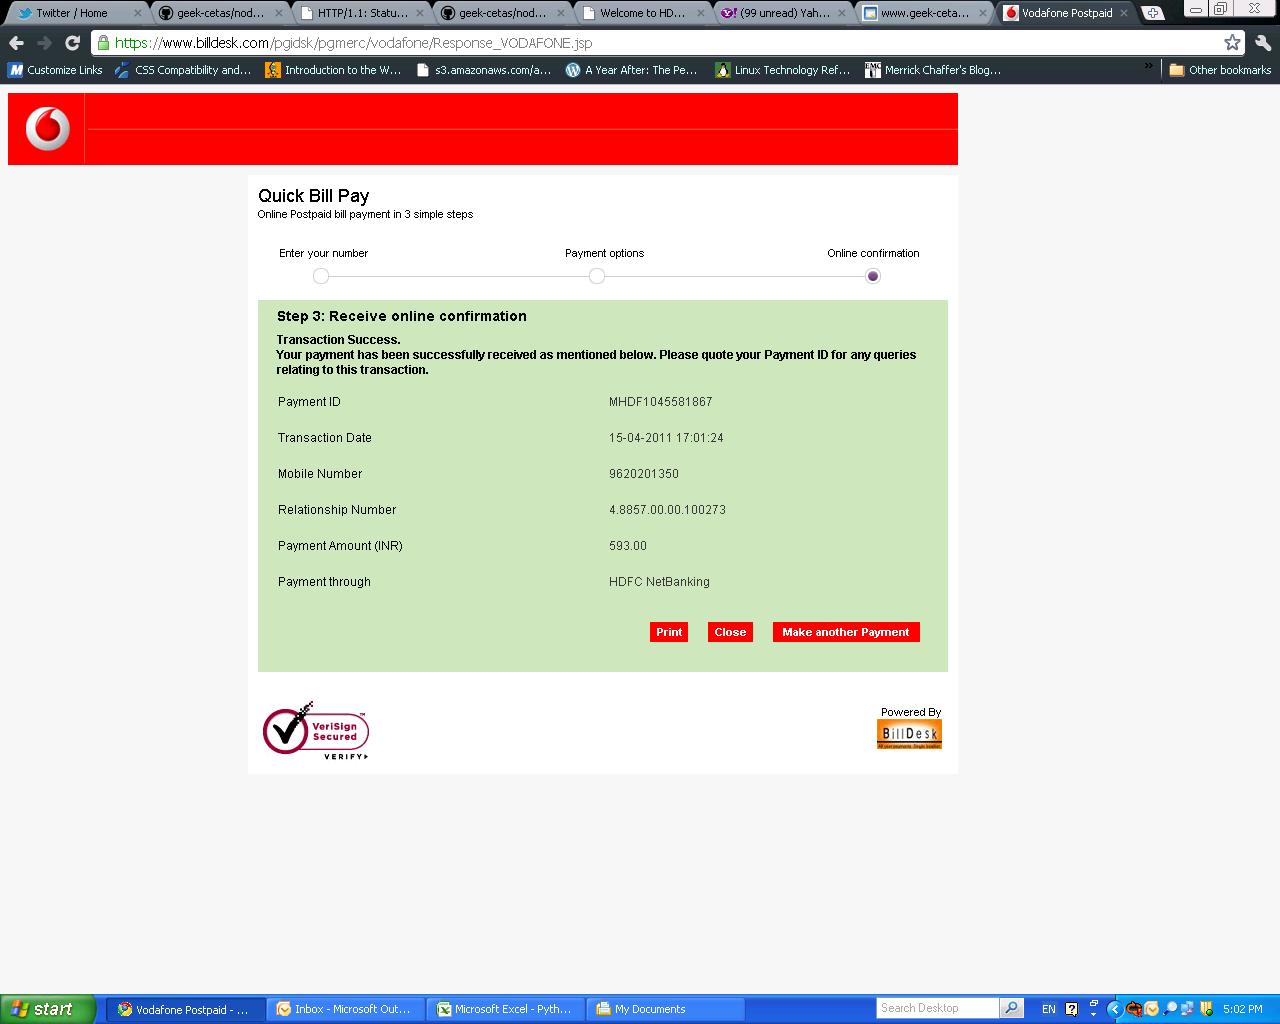 Twitter / Home
geek-cetas/nod...
HTTP/1.1: Statu...
geek-cetas/nod...
Welcome to HD...
Y! (99 unread) Yah...
www.geek-ceta...
Vodafone Postpaid
https://www.billdesk.com/pgidsk/pgmerc/vodafone/Response_VODAFONE.jsp
Customize Links
CSS Compatibility and...
Introduction to the W...
s3.amazonaws.com/a...
A Year After: The Pe...
Linux Technology Ref...
EMC Merrick Chaffer's Blog...
»
Other bookmarks
Quick Bill Pay
Online Postpaid bill payment in 3 simple steps
Enter your number
Payment options
Online confirmation
Step 3: Receive online confirmation
Transaction Success.
Your payment has been successfully received as mentioned below. Please quote your Payment ID for any queries
relating to this transaction.
Payment ID MHDF1045581867
Transaction Date 15-04-2011 17:01:24
Mobile Number 9620201350
Relationship Number 4.8857.00.00.100273
Payment Amount (INR) 593.00
Payment through HDFC NetBanking
Print Close Make another Payment
VeriSign
Secured
VERIFY
Powered By
BillDesk
start
Vodafone Postpaid - ...
Inbox - Microsoft Out...
Microsoft Excel - Pyth...
My Documents
Search Desktop
EN
5:02 PM